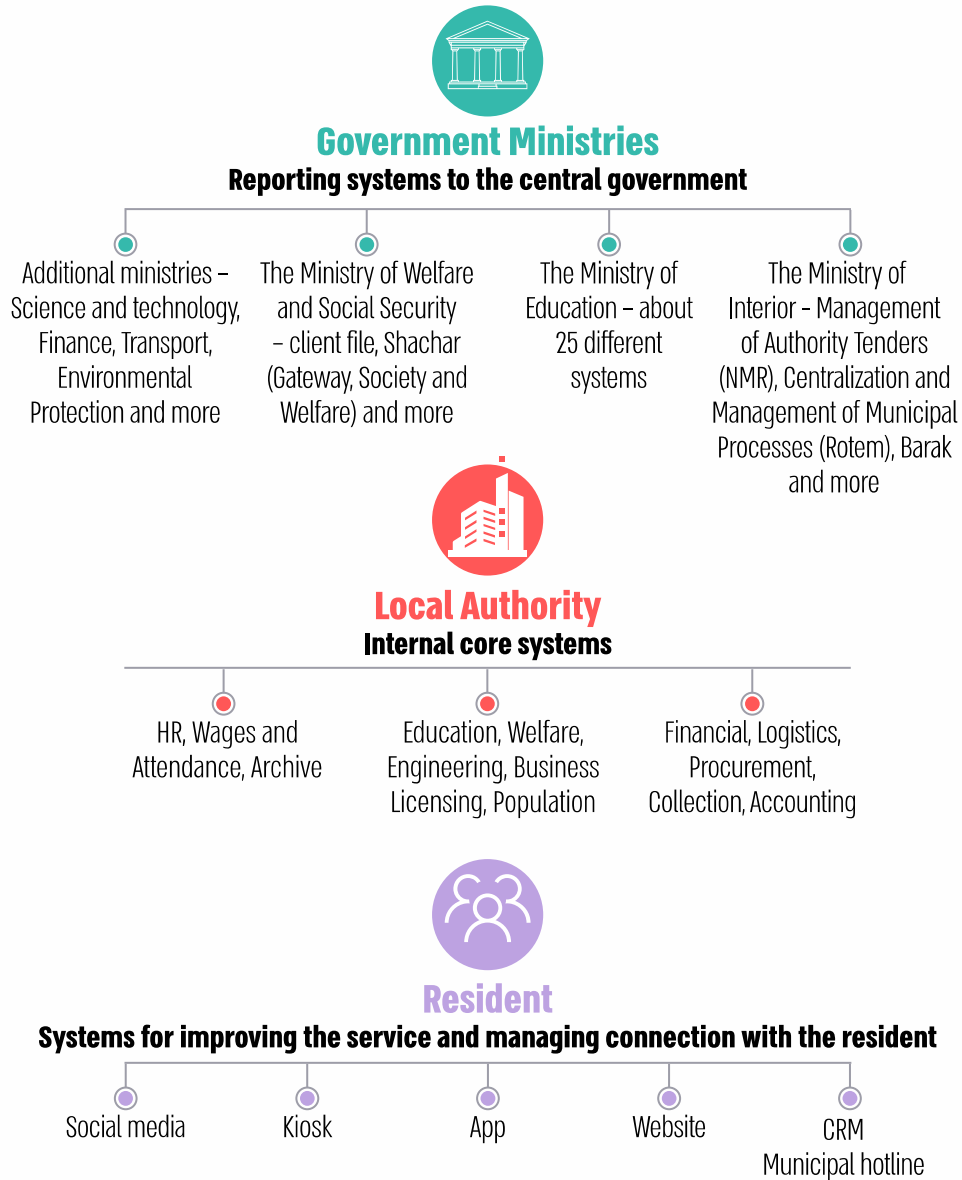 Government Ministries
Reporting systems to the central government
Additional ministries –
Science and technology,
Finance, Transport,
Environmental
Protection and more
The Ministry of Welfare
and Social Security
– client file, Shachar
(Gateway, Society and
Welfare) and more
The Ministry of
Education – about
25 different
systems
The Ministry of
Interior - Management
of Authority Tenders
(NMR), Centralization and
Management of Municipal
Processes (Rotem), Barak
and more
Local Authority
Internal core systems
HR, Wages and
Attendance, Archive
Education, Welfare,
Engineering, Business
Licensing, Population
Financial, Logistics,
Procurement,
Collection, Accounting
Resident
Systems for improving the service and managing connection with the resident
Social media
Kiosk
App
Website
CRM
Municipal hotline